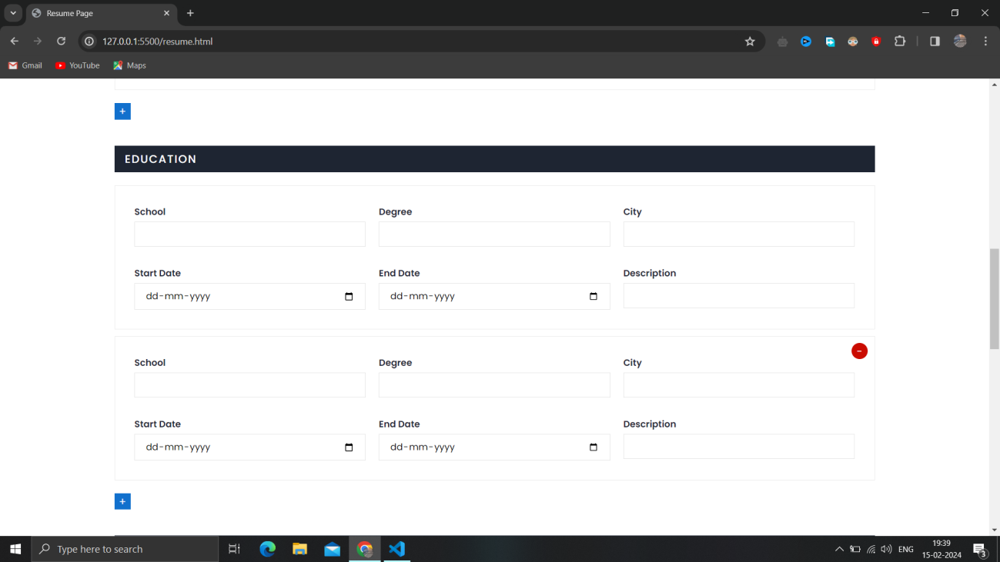 Resume Page
127.0.0.1:5500/resume.html
Gmail YouTube Maps
+
EDUCATION
School Degree City
Start Date End Date Description
dd-mm-yyyy dd-mm-yyyy
-
School Degree City
Start Date End Date Description
dd-mm-yyyy dd-mm-yyyy
+
Type here to search
ENG
19:39
15-02-2024
3